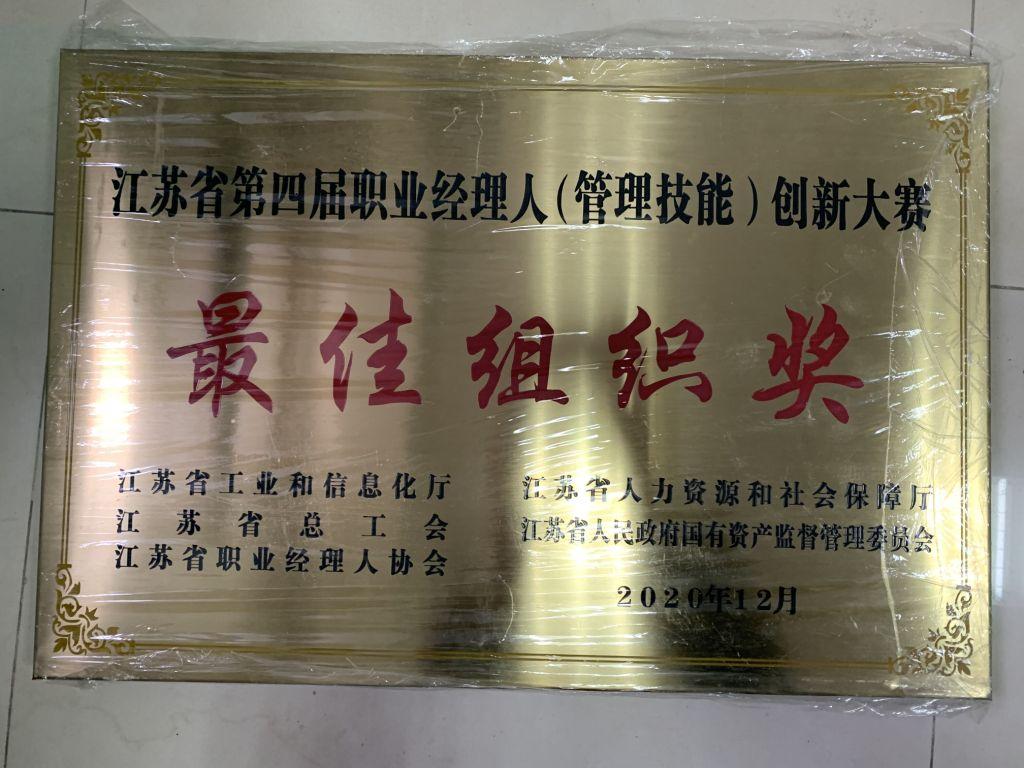 江苏省第四届职业经理人(管理技能)创新大赛
最佳组织奖
江苏省工业和信息化厅
江苏省总工会
江苏省职业经理人协会
江苏省人力资源和社会保障厅
江苏省人民政府国有资产监督管理委员会
2020年12月